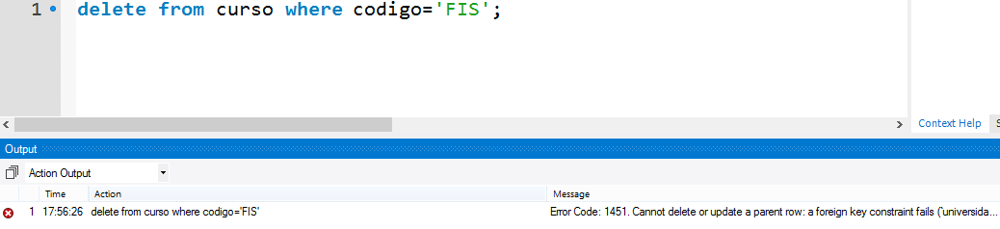 1 delete from curso where codigo='FIS';
Context Help
Output
Action Output
Time Action Message
1 17:56:26 delete from curso where codigo='FIS' Error Code: 1451. Cannot delete or update a parent row: a foreign key constraint fails (`universida...